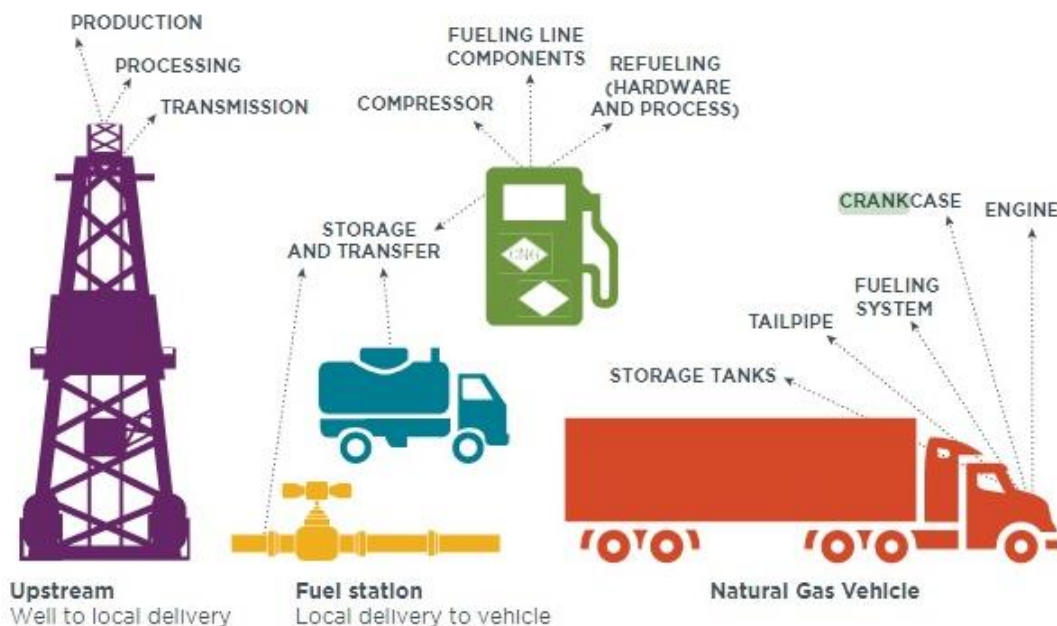 PRODUCTION
PROCESSING
TRANSMISSION
FUELING LINE
COMPONENTS
COMPRESSOR
REFUELING
(HARDWARE
AND PROCESS)
STORAGE
AND TRANSFER
CNG
CRANKCASE
ENGINE
FUELING
SYSTEM
TAILPIPE
STORAGE TANKS
Upstream
Well to local delivery
Fuel station
Local delivery to vehicle
Natural Gas Vehicle